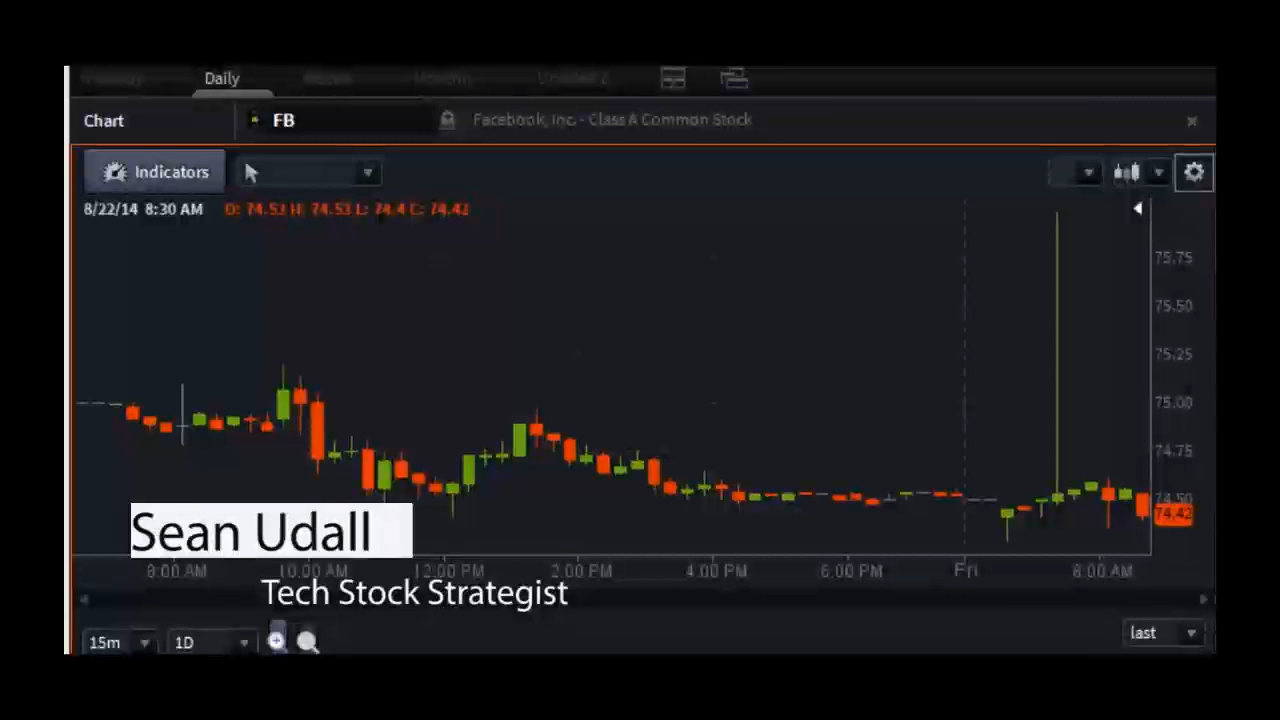 Daily
Chart FB Facebook, Inc. - Class A Common Stock
Indicators
8/22/14 8:30 AM O: 74.53 H: 74.53 L: 74.4 C: 74.42
75.75
75.50
75.25
75.00
74.75
74.50
74.42
Sean Udall
8:00 AM 10:00 AM 12:00 PM 2:00 PM 4:00 PM 6:00 PM Fri 8:00 AM
Tech Stock Strategist
15m 1D last